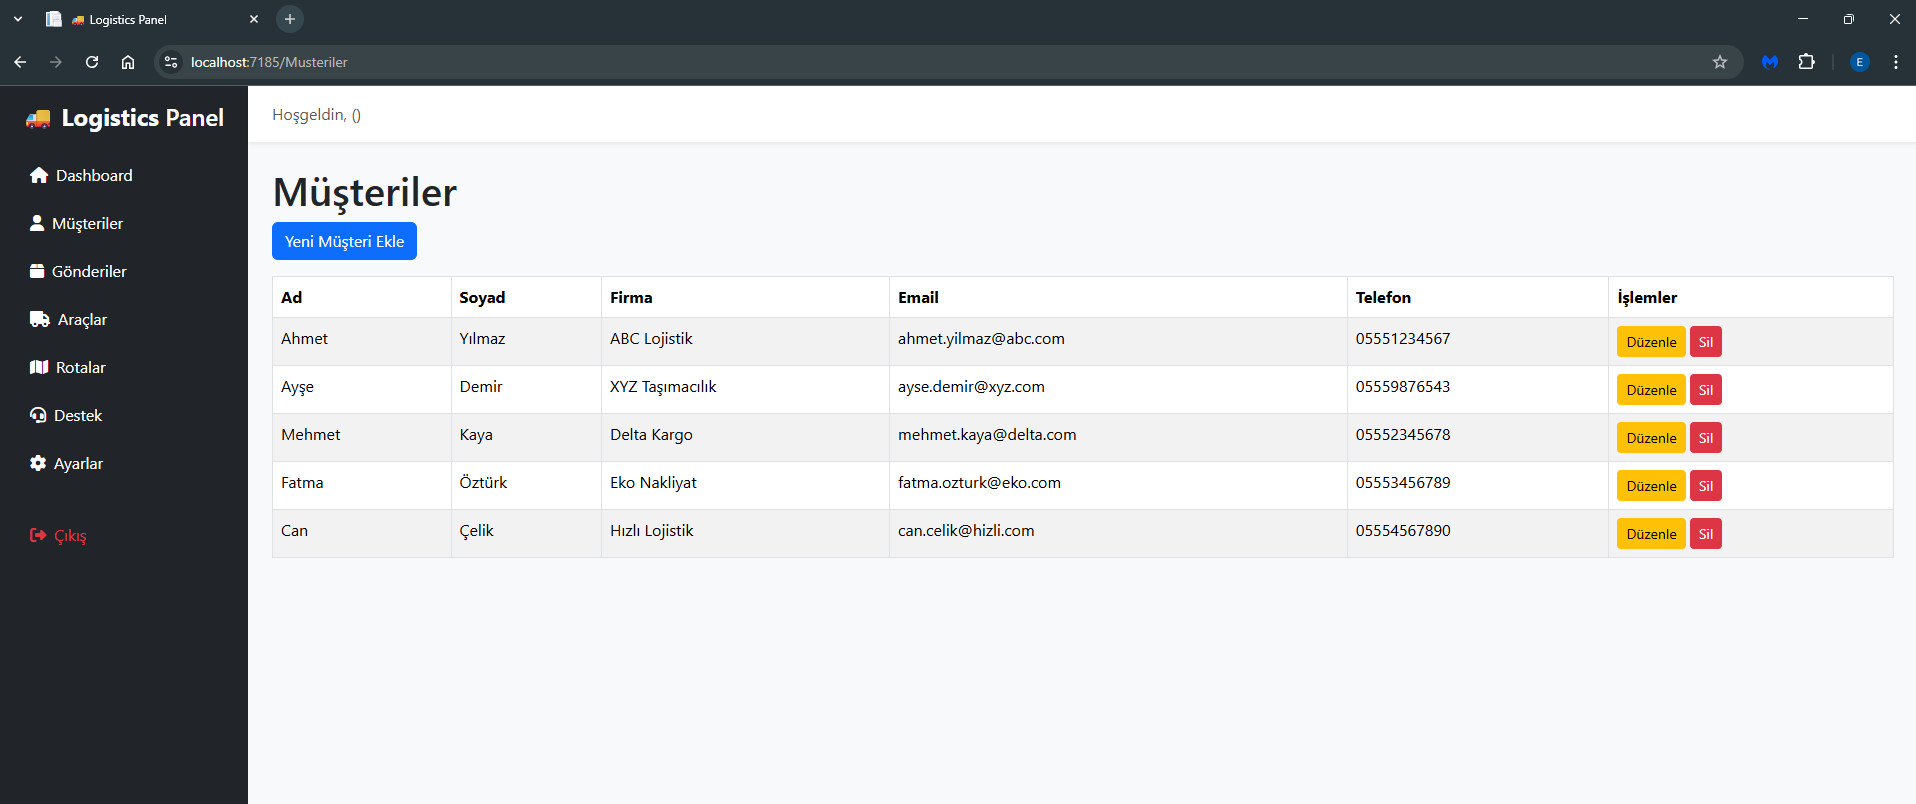 Logistics Panel
localhost:7185/Musteriler
E
Logistics Panel
Hoşgeldin, ()
Dashboard
Müşteriler
Gönderiler
Araçlar
Rotalar
Destek
Ayarlar
Çıkış
Müşteriler
Yeni Müşteri Ekle
Ad Soyad Firma Email Telefon İşlemler
Ahmet Yılmaz ABC Lojistik ahmet.yilmaz@abc.com 05551234567 Düzenle Sil
Ayşe Demir XYZ Taşımacılık ayse.demir@xyz.com 05559876543 Düzenle Sil
Mehmet Kaya Delta Kargo mehmet.kaya@delta.com 05552345678 Düzenle Sil
Fatma Öztürk Eko Nakliyat fatma.ozturk@eko.com 05553456789 Düzenle Sil
Can Çelik Hızlı Lojistik can.celik@hizli.com 05554567890 Düzenle Sil